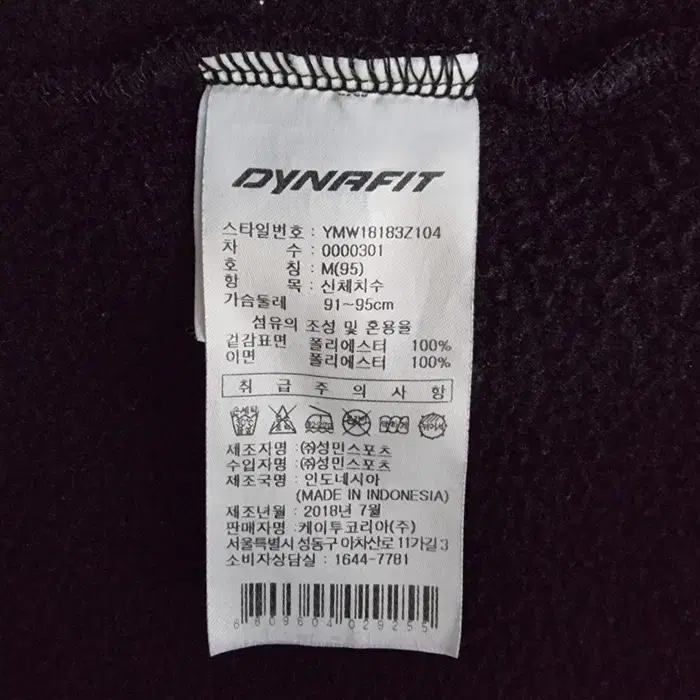 DYNAFIT
스타일번호 : YMW18183Z104
차 수 : 0000301
호 칭 : M(95)
항 목 : 신체치수
가슴둘레 91~95cm
섬유의 조성 및 혼용율
겉감표면 폴리에스터 100%
이면 폴리에스터 100%
취 급 주 의 사 항
손세탁
제조자명 : ㈜성민스포츠
수입자명 : ㈜성민스포츠
제조국명 : 인도네시아
(MADE IN INDONESIA)
제조년월 : 2018년 7월
판매자명 : 케이투코리아(주)
서울특별시 성동구 아차산로 11가길 3
소비자상담실 : 1644-7781
8809604029255